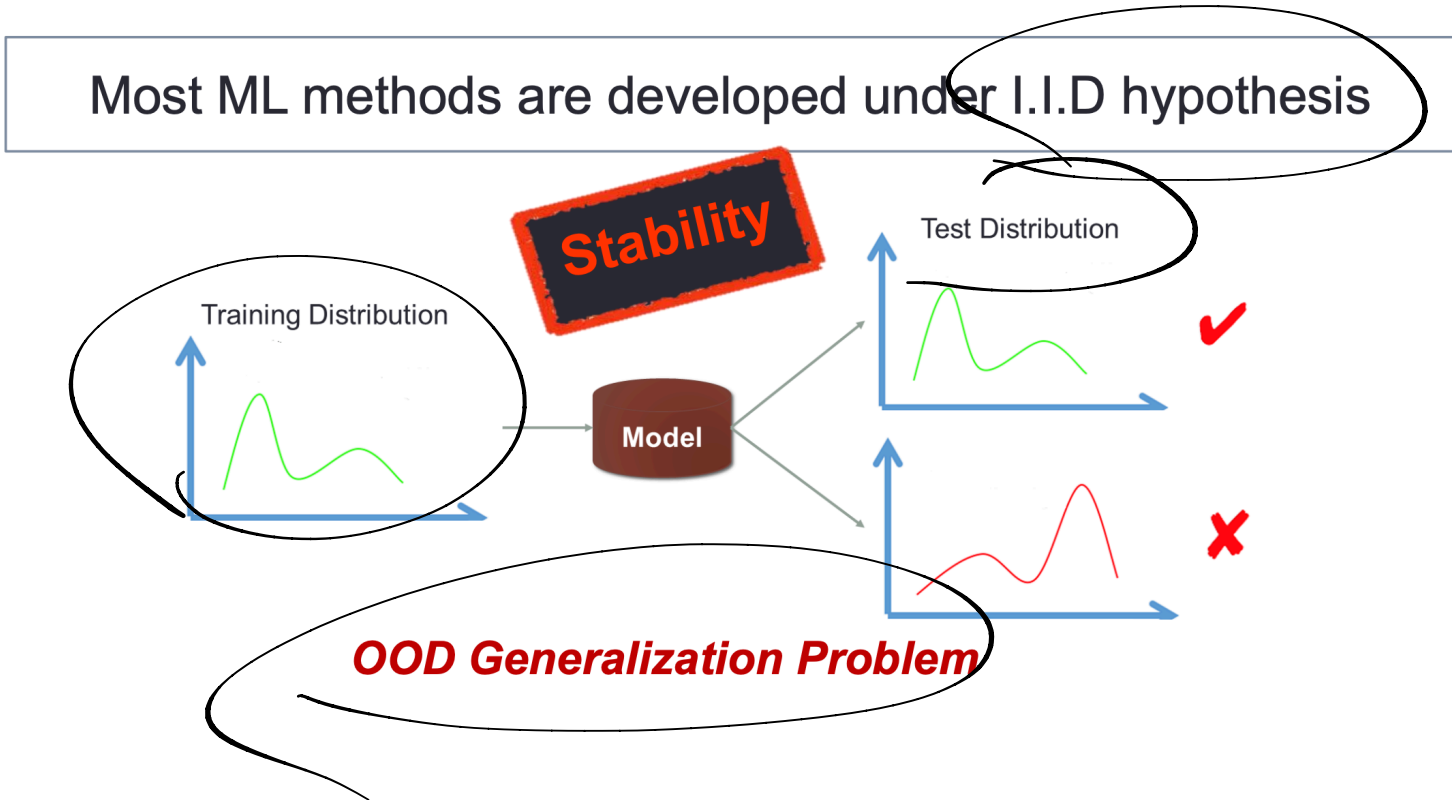 Most ML methods are developed under I.I.D hypothesis
Stability
Test Distribution
Training Distribution
Model
OOD Generalization Problem